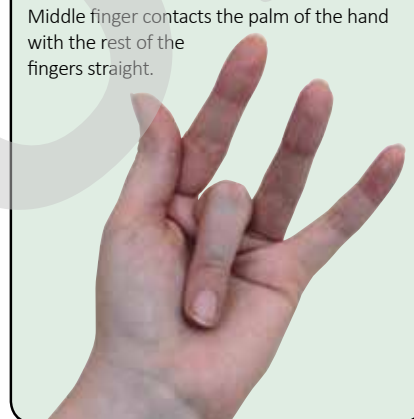 Middle finger contacts the palm of the hand
with the rest of the
fingers straight.